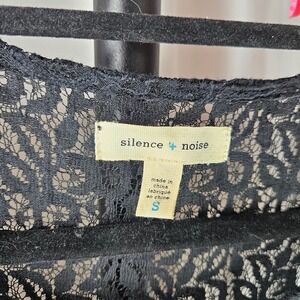 silence + noise
made in
china
fabriqué
en chine
S